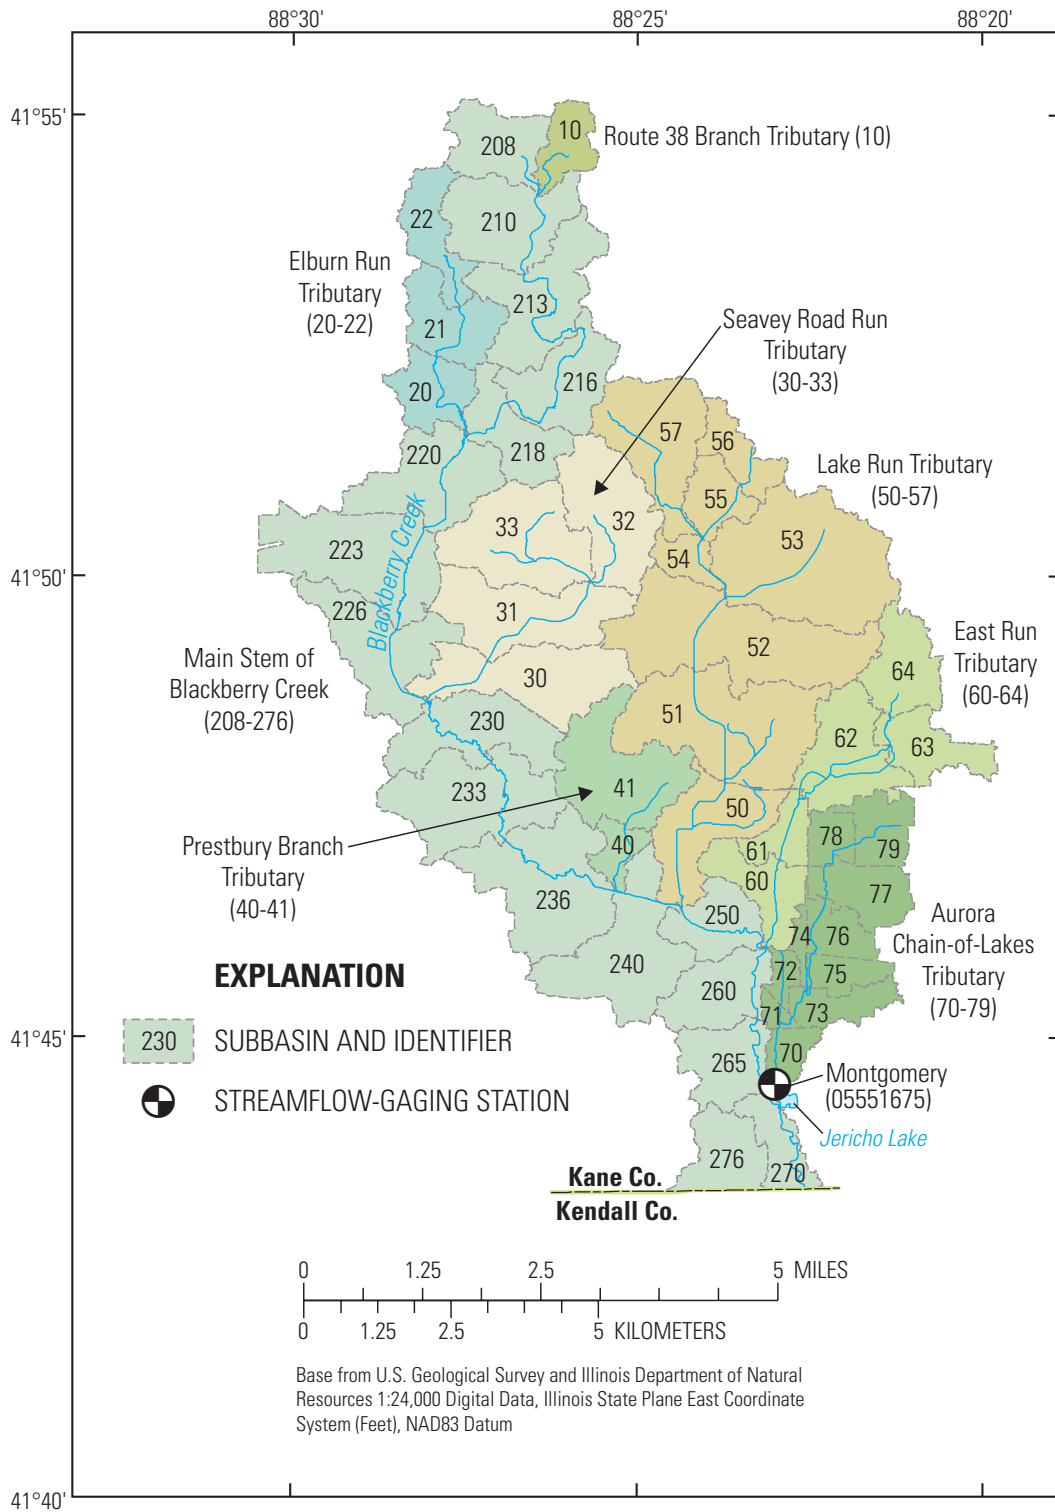 88°30'
88°25'
88°20'
41°55'
208
10
Route 38 Branch Tributary (10)
22
210
Elburn Run
Tributary
(20-22)
213
21
Seavey Road Run
Tributary
(30-33)
20
216
57
56
220
218
Lake Run Tributary
(50-57)
55
33
32
53
Blackberry Creek
223
54
41°50'
226
31
52
East Run
Tributary
(60-64)
Main Stem of
Blackberry Creek
(208-276)
30
64
51
230
62
63
233
41
50
78
79
Prestbury Branch
Tributary
(40-41)
40
61
60
77
236
250
Aurora
Chain-of-Lakes
Tributary
(70-79)
74
76
240
72
75
EXPLANATION
260
71
73
230
SUBBASIN AND IDENTIFIER
41°45'
265
70
STREAMFLOW-GAGING STATION
Montgomery
(05551675)
Jericho Lake
276
270
Kane Co.
Kendall Co.
0
1.25
2.5
5 MILES
0
1.25
2.5
5 KILOMETERS
Base from U.S. Geological Survey and Illinois Department of Natural
Resources 1:24,000 Digital Data, Illinois State Plane East Coordinate
System (Feet), NAD83 Datum
41°40'